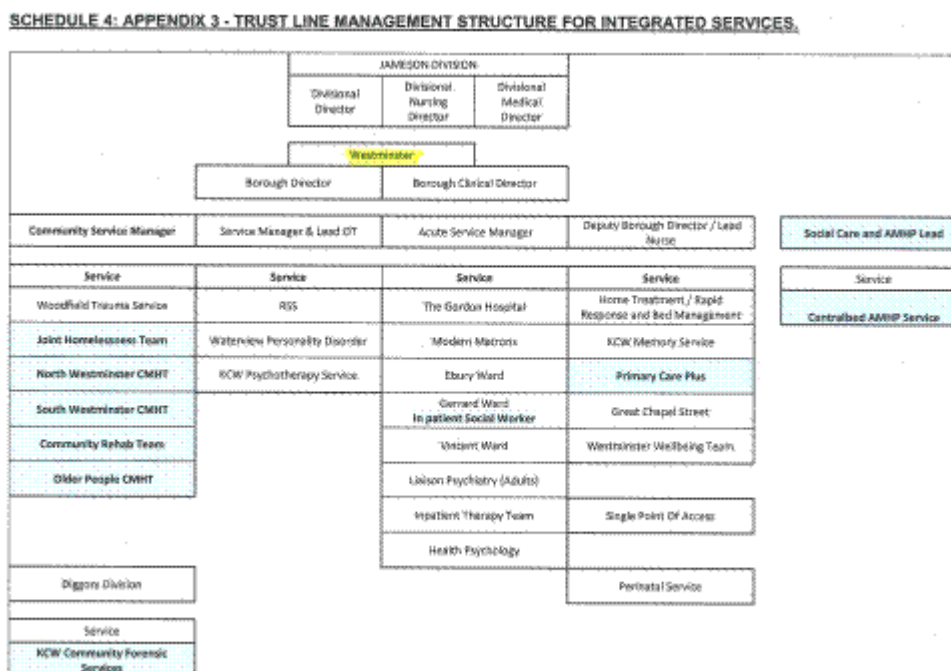 SCHEDULE 4: APPENDIX 3 - TRUST LINE MANAGEMENT STRUCTURE FOR INTEGRATED SERVICES.
JAMESON DIVISION
Divisional
Director
Divisional
Nursing
Director
Divisional
Medical
Director
Westminster
Borough Director
Borough Clinical Director
Community Service Manager
Service Manager & Lead OT
Acute Service Manager
Deputy Borough Director / Lead
Nurse
Social Care and AMHP Lead
Service
Woodfield Trauma Service
Joint Homelessness Team
North Westminster CMHT
South Westminster CMHT
Community Rehab Team
Older People CMHT
Service
RSS
Waterview Personality Disorder
KCW Psychotherapy Service.
Service
The Gordon Hospital
Modern Matrons
Ebury Ward
Gerrard Ward
In patient Social Worker
Vincent Ward
Liaison Psychiatry (Adults)
Inpatient Therapy Team
Health Psychology
Service
Home Treatment / Rapid
Response and Bed Management
KCW Memory Service
Primary Care Plus
Great Chapel Street
Westminster Wellbeing Team.
Single Point Of Access
Perinatal Service
Service
Centralised AMHP Service
Diggory Division
Service
KCW Community Forensic
Services